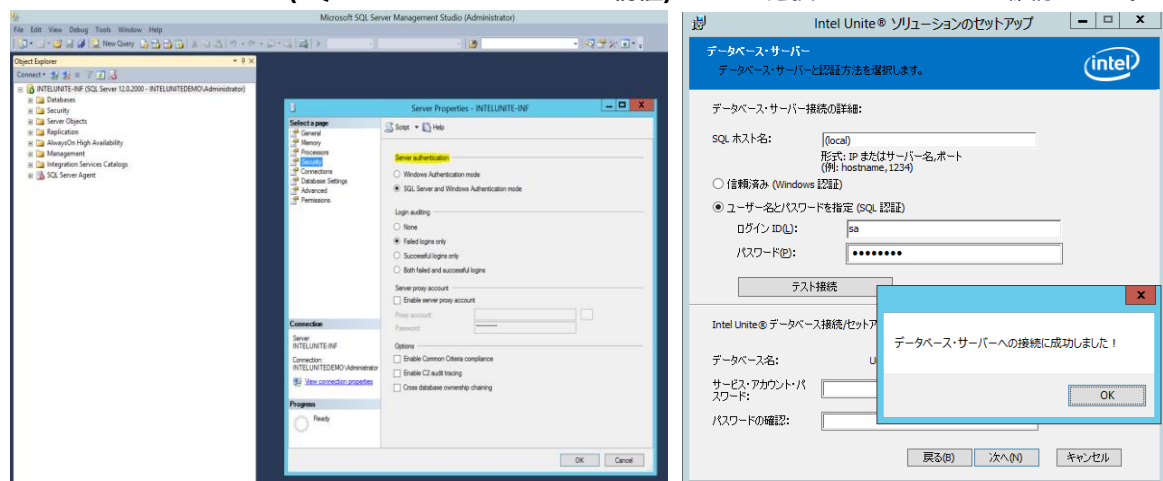 Microsoft SQL Server Management Studio (Administrator)
File Edit View Debug Tools Window Help
New Query
Object Explorer
Connect
INTELUNITE-INF (SQL Server 12.0.2000 - INTELUNITEDEMO\Administrator)
Databases
Security
Server Objects
Replication
AlwaysOn High Availability
Management
Integration Services Catalogs
SQL Server Agent
Server Properties - INTELUNITE-INF
Select a page
General
Memory
Processors
Security
Connections
Database Settings
Advanced
Permissions
Script Help
Server authentication
Windows Authentication mode
SQL Server and Windows Authentication mode
Login auditing
None
Failed logins only
Successful logins only
Both failed and successful logins
Server proxy account
Enable server proxy account
Proxy account:
Password:
Options
Enable Common Criteria compliance
Enable C2 audit tracing
Cross database ownership chaining
Connection
Server:
INTELUNITE-INF
Connection:
INTELUNITEDEMO\Administrator
View connection properties
Progress
Ready
OK Cancel
Intel Unite® ソリューションのセットアップ
データベース・サーバー
データベース・サーバーと認証方法を選択します。
intel
データベース・サーバー接続の詳細:
SQL ホスト名: (local)
形式: IP またはサーバー名,ポート
(例: hostname,1234)
信頼済み (Windows 認証)
ユーザー名とパスワードを指定 (SQL 認証)
ログイン ID(L): sa
パスワード(P): ••••••••
テスト接続
Intel Unite® データベース接続/セットア
データベース名: U
サービス・アカウント・パ
スワード:
パスワードの確認:
データベース・サーバーへの接続に成功しました！
OK
戻る(B) 次へ(N) キャンセル